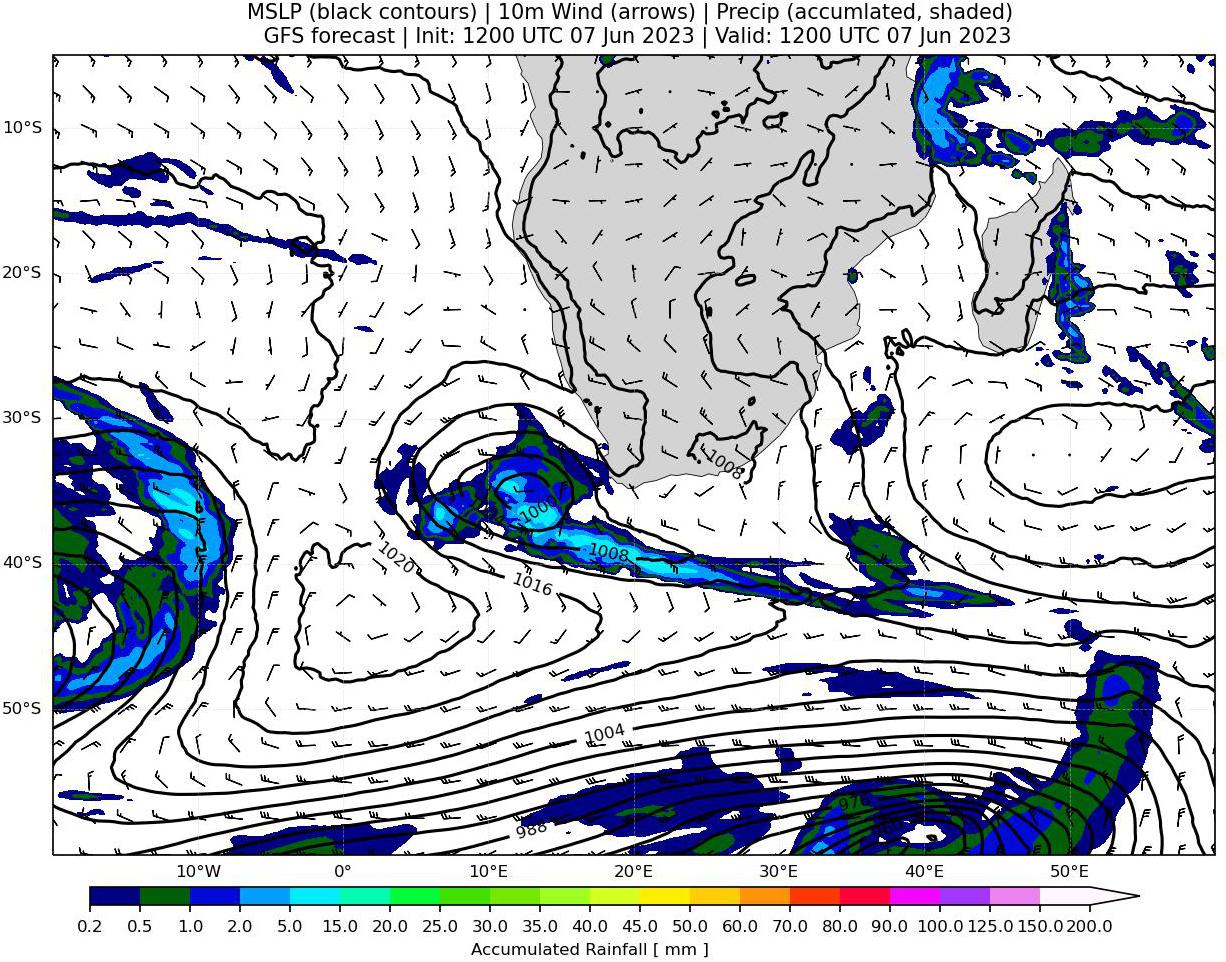 MSLP (black contours) | 10m Wind (arrows) | Precip (accumlated, shaded)
GFS forecast | Init: 1200 UTC 07 Jun 2023 | Valid: 1200 UTC 07 Jun 2023
10°S
20°S
30°S
40°S
50°S
1008
1000
1008
1020
1016
1004
976
988
10°W 0° 10°E 20°E 30°E 40°E 50°E
0.2 0.5 1.0 2.0 5.0 10.0 15.0 20.0 25.0 30.0 35.0 40.0 45.0 50.0 60.0 70.0 80.0 90.0 100.0 125.0 150.0 200.0
Accumulated Rainfall [ mm ]